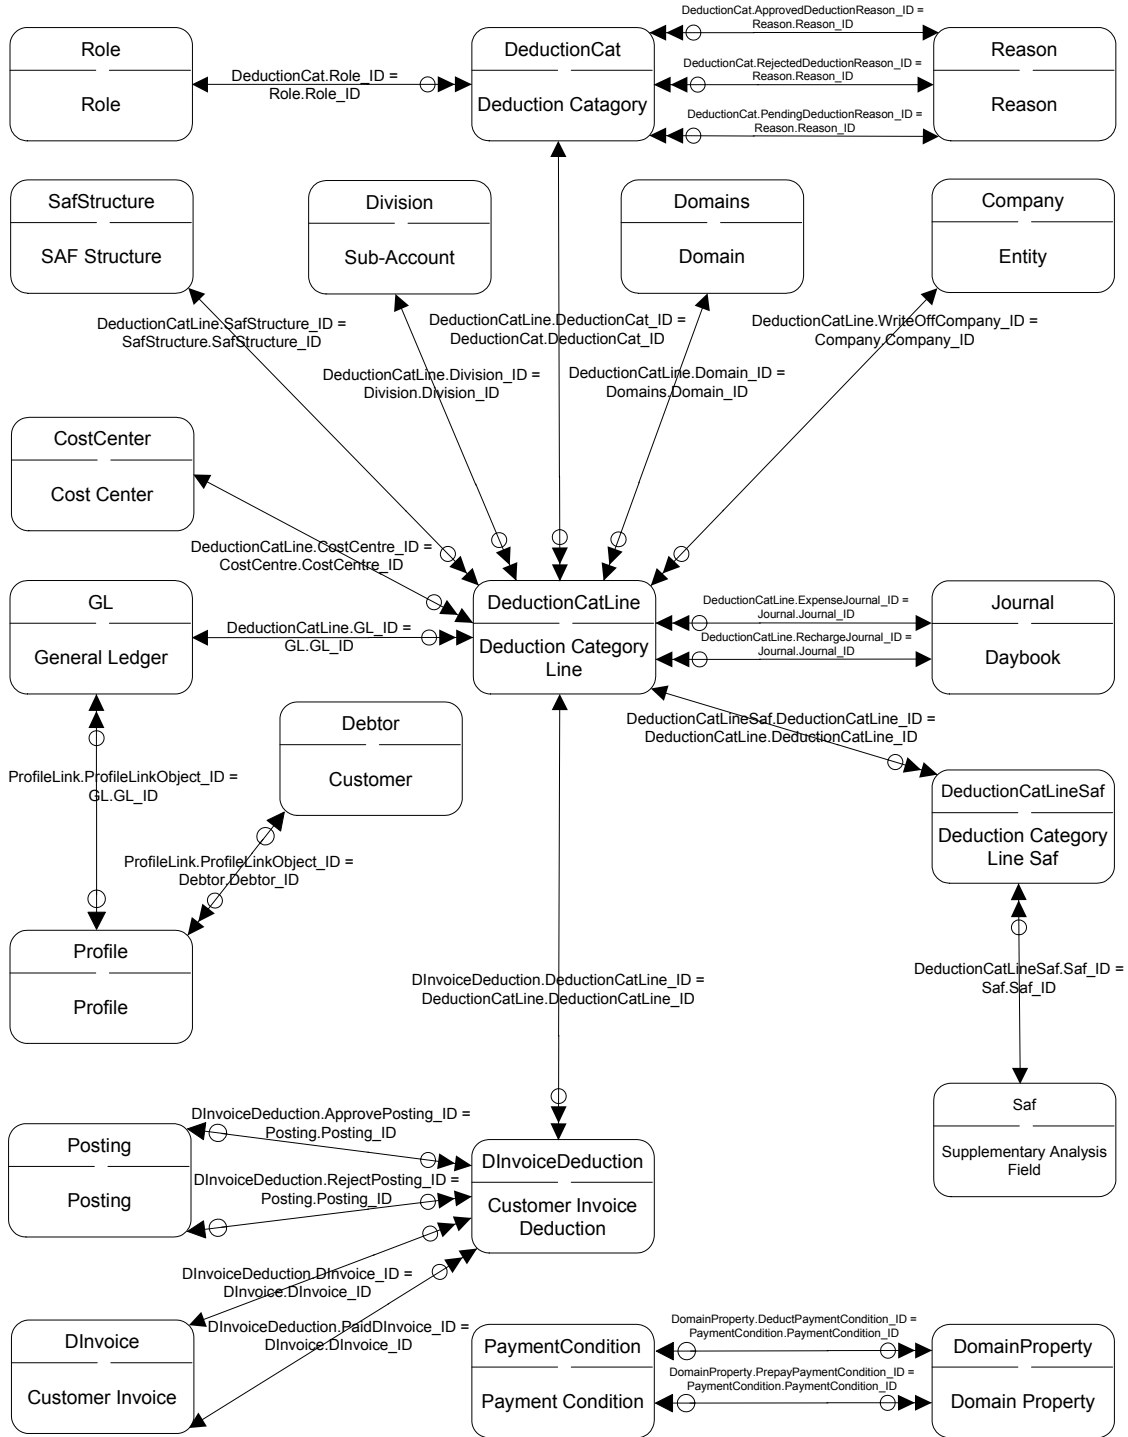 DeductionCat.ApprovedDeductionReason_ID =
Reason.Reason_ID
Role
Role
DeductionCat.Role_ID =
Role.Role_ID
DeductionCat
Deduction Catagory
DeductionCat.RejectedDeductionReason_ID =
Reason.Reason_ID
DeductionCat.PendingDeductionReason_ID =
Reason.Reason_ID
Reason
Reason
SafStructure
SAF Structure
Division
Sub-Account
Domains
Domain
Company
Entity
DeductionCatLine.SafStructure_ID =
SafStructure.SafStructure_ID
DeductionCatLine.DeductionCat_ID =
DeductionCat.DeductionCat_ID
DeductionCatLine.WriteOffCompany_ID =
Company.Company_ID
DeductionCatLine.Division_ID =
Division.Division_ID
DeductionCatLine.Domain_ID =
Domains.Domain_ID
CostCenter
Cost Center
DeductionCatLine.CostCentre_ID =
CostCentre.CostCentre_ID
GL
General Ledger
DeductionCatLine.GL_ID =
GL.GL_ID
DeductionCatLine
Deduction Category
Line
DeductionCatLine.ExpenseJournal_ID =
Journal.Journal_ID
DeductionCatLine.RechargeJournal_ID =
Journal.Journal_ID
Journal
Daybook
DeductionCatLineSaf.DeductionCatLine_ID =
DeductionCatLine.DeductionCatLine_ID
Debtor
Customer
ProfileLink.ProfileLinkObject_ID =
GL.GL_ID
DeductionCatLineSaf
Deduction Category
Line Saf
ProfileLink.ProfileLinkObject_ID =
Debtor.Debtor_ID
Profile
Profile
DInvoiceDeduction.DeductionCatLine_ID =
DeductionCatLine.DeductionCatLine_ID
DeductionCatLineSaf.Saf_ID =
Saf.Saf_ID
Saf
Supplementary Analysis
Field
Posting
Posting
DInvoiceDeduction.ApprovePosting_ID =
Posting.Posting_ID
DInvoiceDeduction.RejectPosting_ID =
Posting.Posting_ID
DInvoiceDeduction
Customer Invoice
Deduction
DInvoiceDeduction.DInvoice_ID =
DInvoice.DInvoice_ID
DInvoiceDeduction.PaidDInvoice_ID =
DInvoice.DInvoice_ID
DInvoice
Customer Invoice
PaymentCondition
Payment Condition
DomainProperty.DeductPaymentCondition_ID =
PaymentCondition.PaymentCondition_ID
DomainProperty.PrepayPaymentCondition_ID =
PaymentCondition.PaymentCondition_ID
DomainProperty
Domain Property